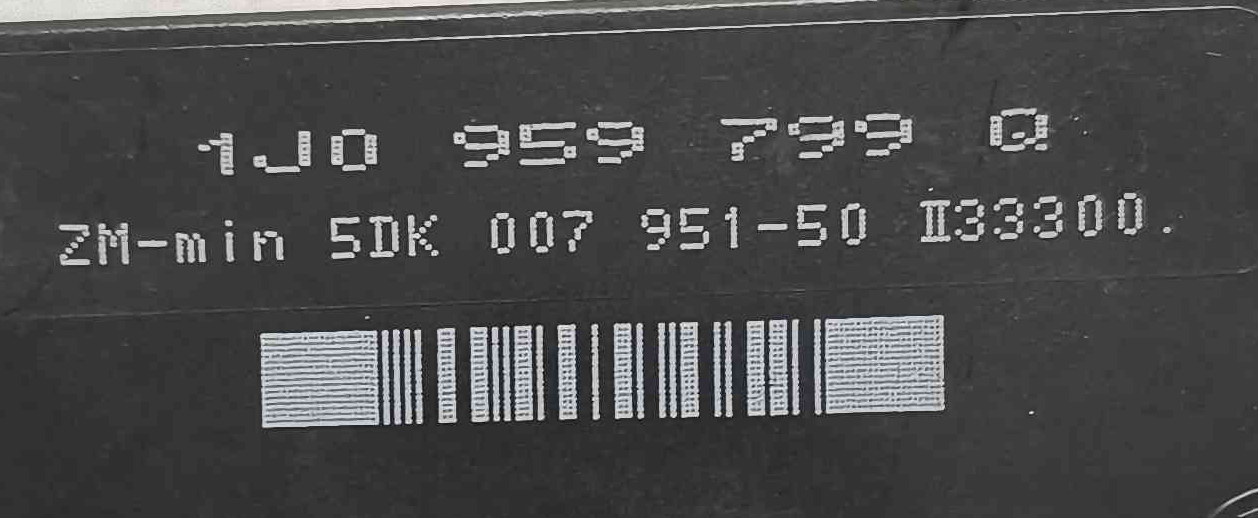 1J0 959 799 Q
ZM-min 5DK 007 951-50 Ⅱ33300.